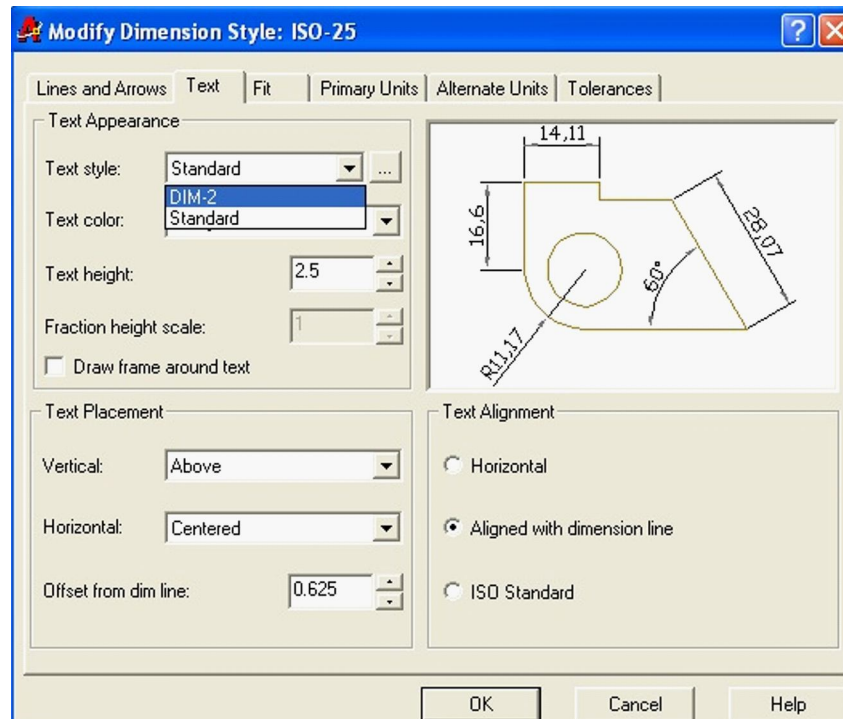 Modify Dimension Style: ISO-25
?
Lines and Arrows Text Fit Primary Units Alternate Units Tolerances
Text Appearance
Text style: Standard ...
DIM-2
Standard
Text color:
Text height: 2.5
Fraction height scale: 1
Draw frame around text
14,11
16,6
28,07
60°
R11,17
Text Placement
Vertical: Above
Horizontal: Centered
Offset from dim line: 0.625
Text Alignment
Horizontal
Aligned with dimension line
ISO Standard
OK Cancel Help